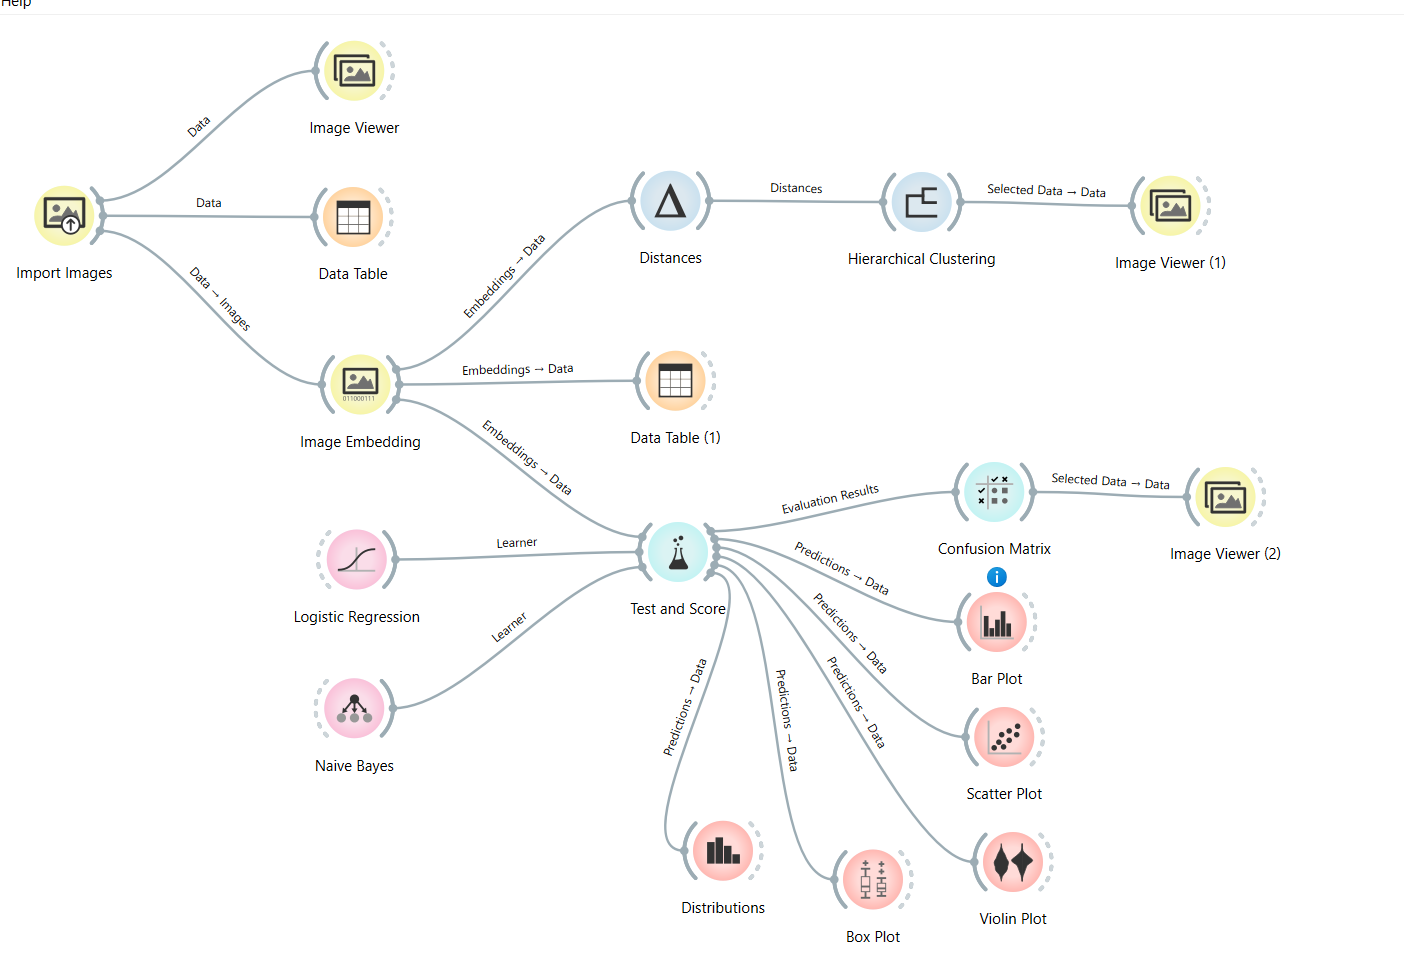 Help
Image Viewer
Data
Data
Import Images
Data Table
Data → Images
Embeddings → Data
Distances
Distances
Hierarchical Clustering
Selected Data → Data
Image Viewer (1)
011000111
Image Embedding
Embeddings → Data
Data Table (1)
Embeddings → Data
Logistic Regression
Learner
Test and Score
Learner
Naive Bayes
Evaluation Results
Confusion Matrix
Selected Data → Data
Image Viewer (2)
i
Predictions → Data
Bar Plot
Predictions → Data
Scatter Plot
Predictions → Data
Violin Plot
Predictions → Data
Box Plot
Predictions → Data
Distributions